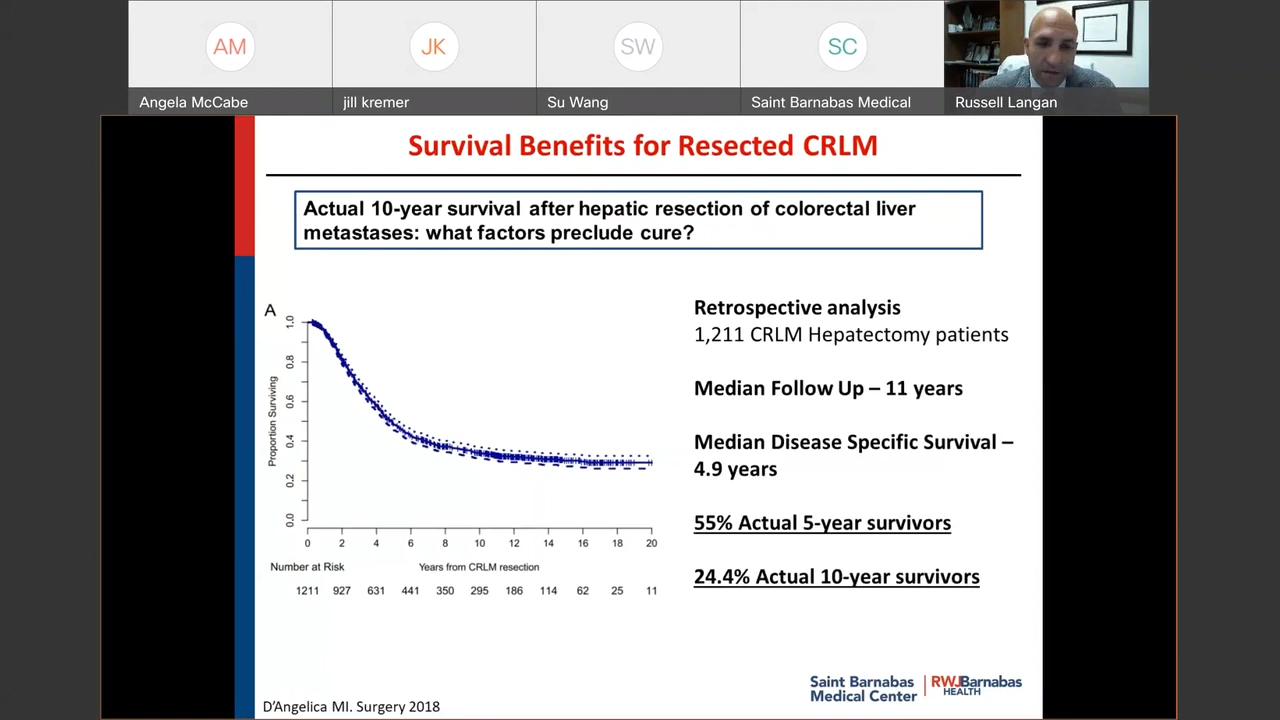 AM
JK
SW
SC
Angela McCabe
jill kremer
Su Wang
Saint Barnabas Medical
Russell Langan
Survival Benefits for Resected CRLM
Actual 10-year survival after hepatic resection of colorectal liver
metastases: what factors preclude cure?
A
1.0
0.8
0.6
0.4
0.2
0.0
Proportion Surviving
0 2 4 6 8 10 12 14 16 18 20
Number at Risk
Years from CRLM resection
1211 927 631 441 350 295 186 114 62 25 11
Retrospective analysis
1,211 CRLM Hepatectomy patients
Median Follow Up – 11 years
Median Disease Specific Survival –
4.9 years
55% Actual 5-year survivors
24.4% Actual 10-year survivors
Saint Barnabas
Medical Center
RWJBarnabas
HEALTH
D'Angelica MI. Surgery 2018